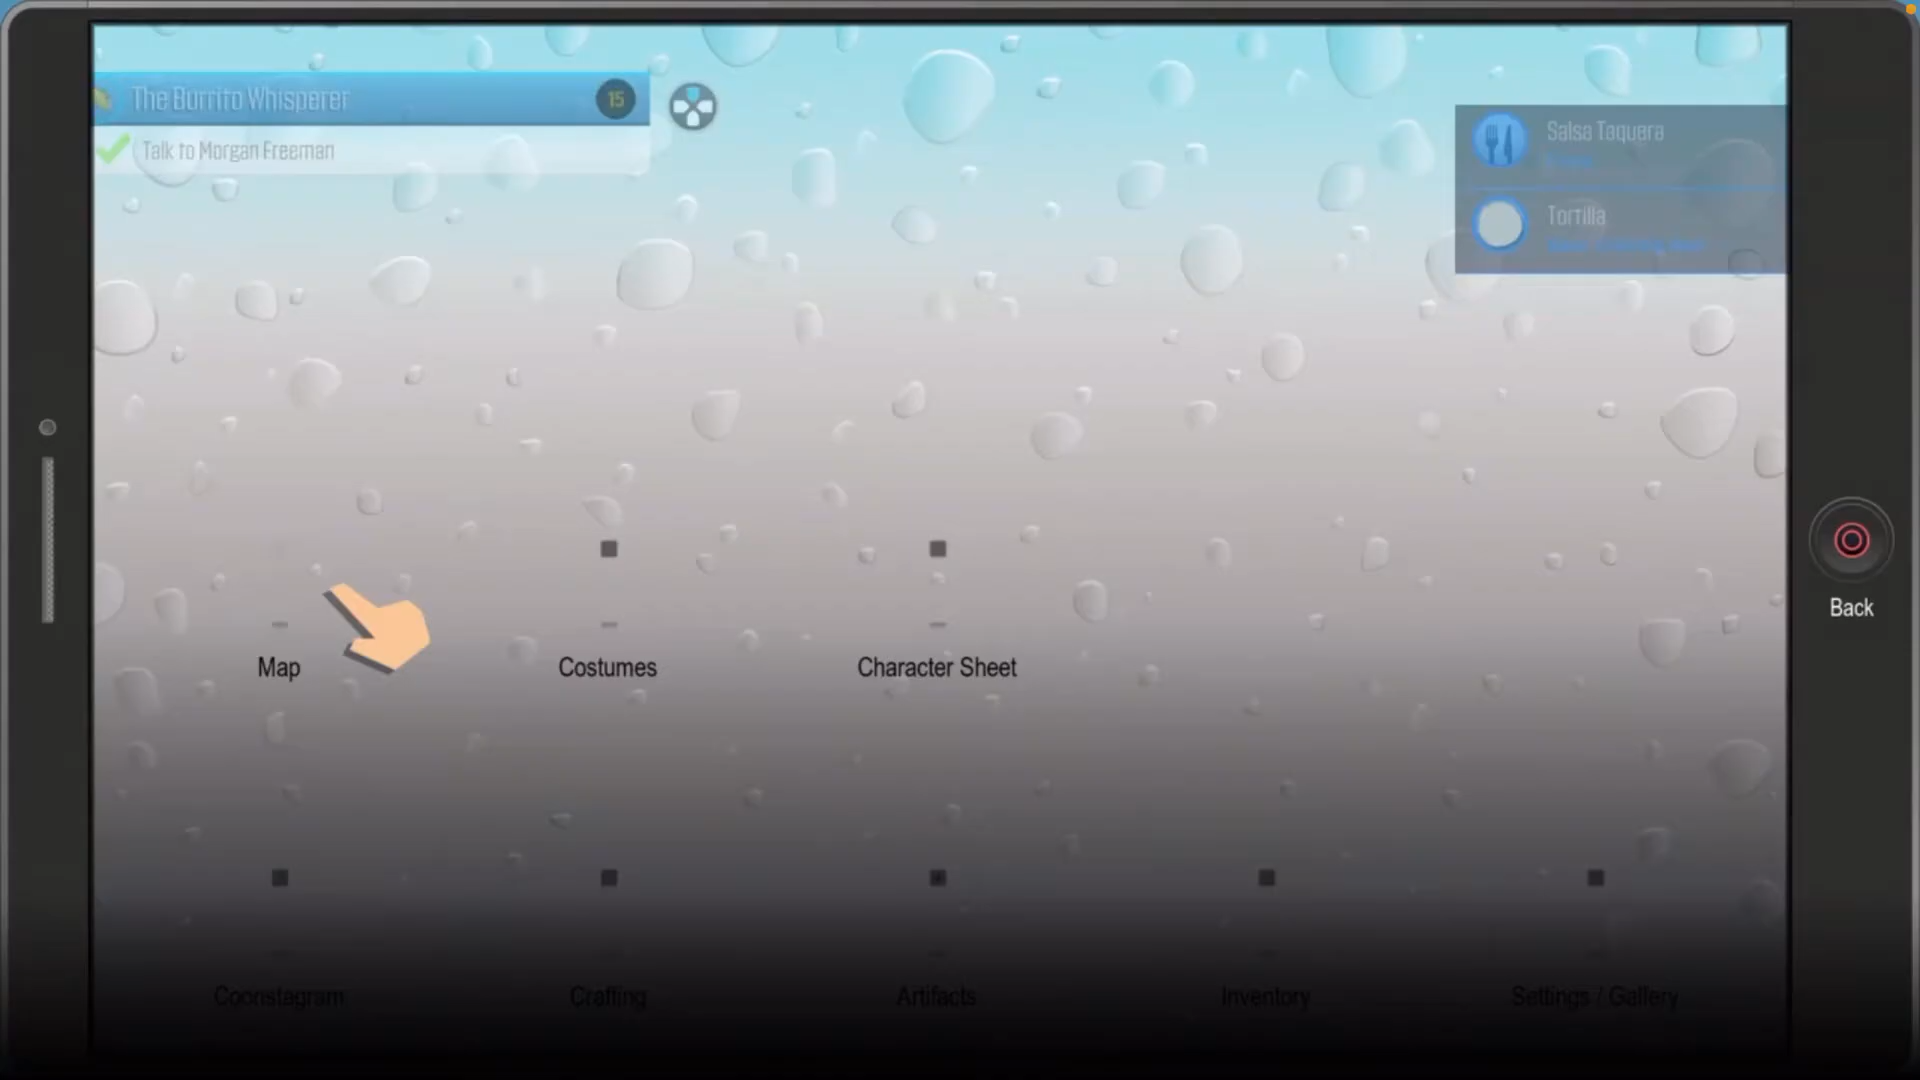 The Burrito Whisperer
15
Talk to Morgan Freeman
Salsa Taquera
Tortilla
Back
Map
Costumes
Character Sheet
Coonstagram
Crafting
Artifacts
Inventory
Settings / Gallery